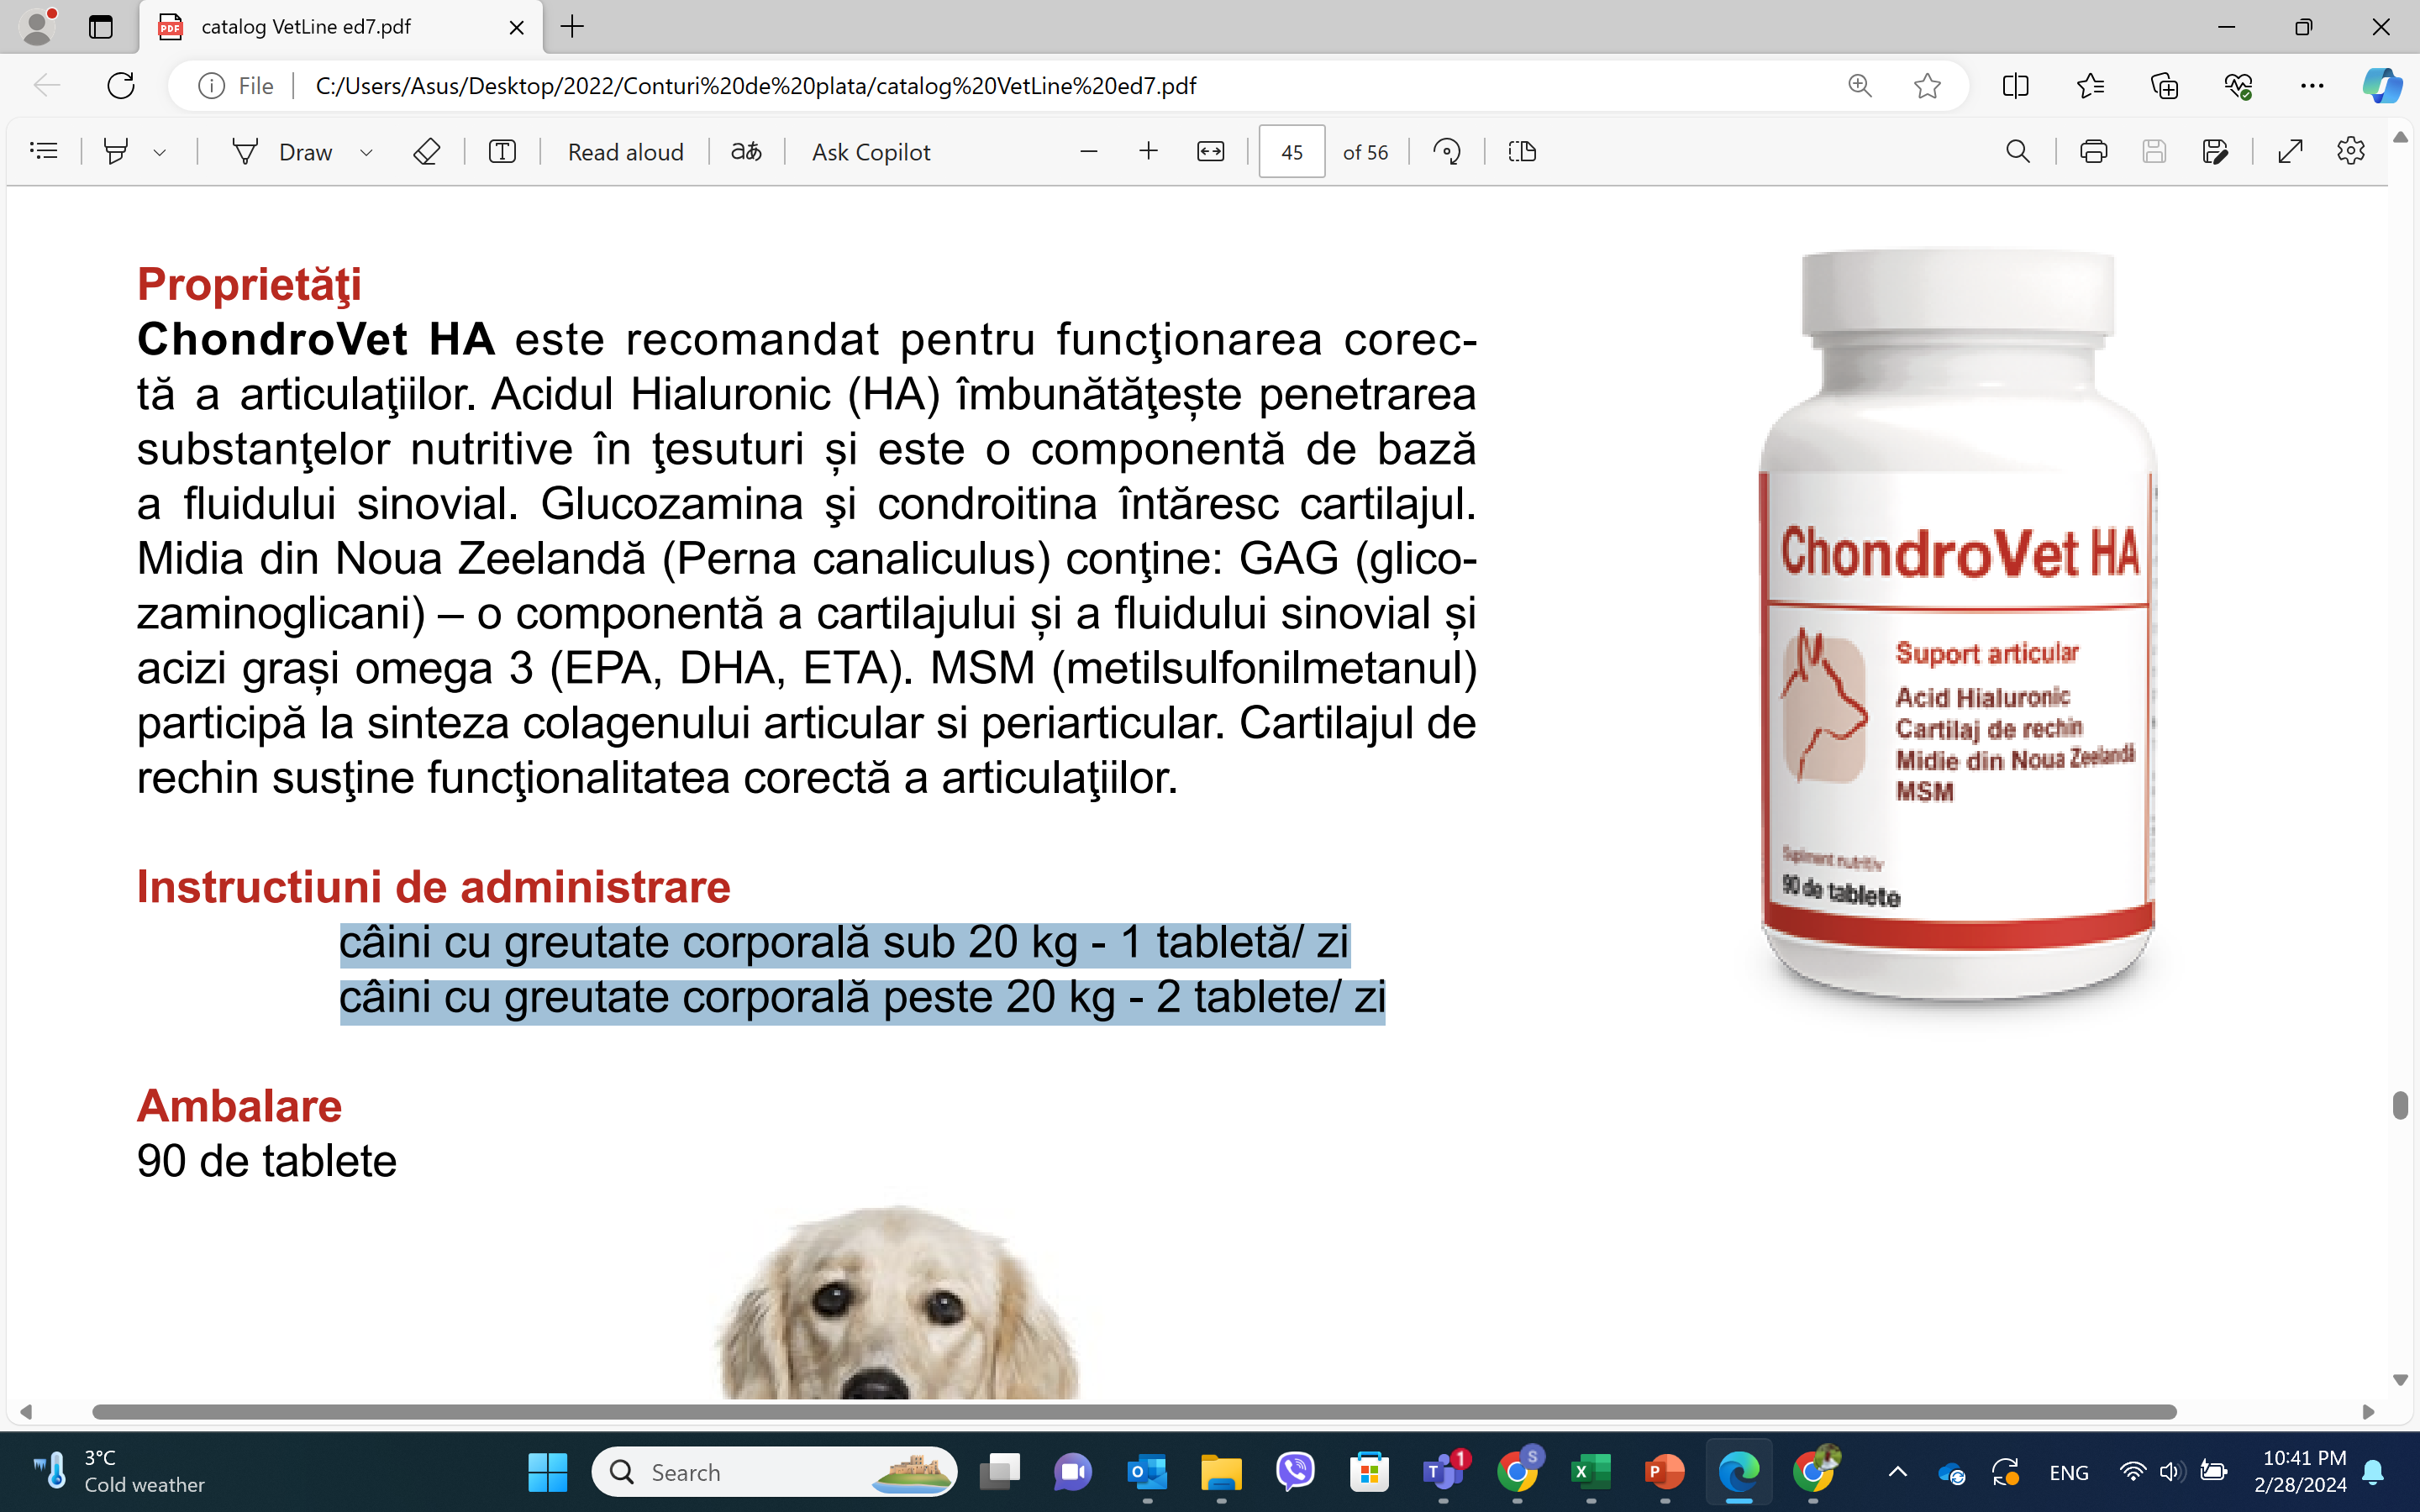 catalog VetLine ed7.pdf
File
C:/Users/Asus/Desktop/2022/Conturi%20de%20plata/catalog%20VetLine%20ed7.pdf
Draw
Read aloud
aあ
Ask Copilot
45
of 56
Proprietăţi
ChondroVet HA este recomandat pentru funcţionarea corec-
tă a articulaţiilor. Acidul Hialuronic (HA) îmbunătăţește penetrarea
substanţelor nutritive în ţesuturi și este o componentă de bază
a fluidului sinovial. Glucozamina şi condroitina întăresc cartilajul.
Midia din Noua Zeelandă (Perna canaliculus) conţine: GAG (glico-
zaminoglicani) – o componentă a cartilajului și a fluidului sinovial și
acizi grași omega 3 (EPA, DHA, ETA). MSM (metilsulfonilmetanul)
participă la sinteza colagenului articular si periarticular. Cartilajul de
rechin susţine funcţionalitatea corectă a articulaţiilor.
Instructiuni de administrare
câini cu greutate corporală sub 20 kg - 1 tabletă/ zi
câini cu greutate corporală peste 20 kg - 2 tablete/ zi
Ambalare
90 de tablete
ChondroVet HA
Suport articular
Acid Hialuronic
Cartilaj de rechin
Midie din Noua Zeelandă
MSM
Supliment nutritiv
90 de tablete
3°C
Cold weather
Search
1
S
ENG
10:41 PM
2/28/2024